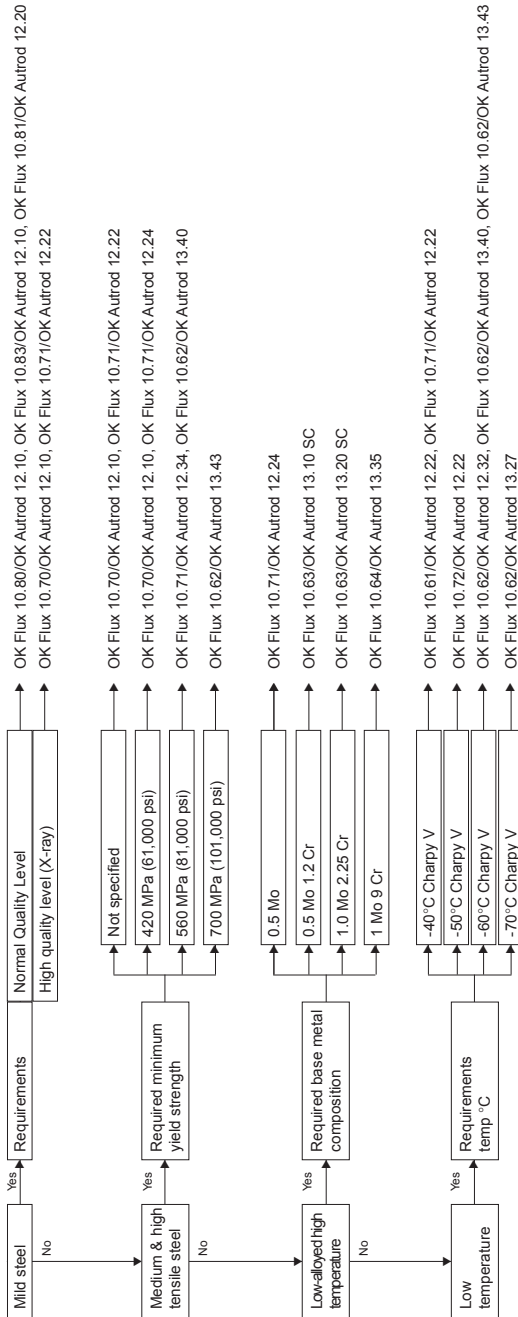 Mild steel
Yes
Requirements
Normal Quality Level
OK Flux 10.80/OK Autrod 12.10, OK Flux 10.83/OK Autrod 12.10, OK Flux 10.81/OK Autrod 12.20
High quality level (X-ray)
OK Flux 10.70/OK Autrod 12.10, OK Flux 10.71/OK Autrod 12.22
No
Medium & high
tensile steel
Yes
Required minimum
yield strength
Not specified
OK Flux 10.70/OK Autrod 12.10, OK Flux 10.71/OK Autrod 12.22
420 MPa (61,000 psi)
OK Flux 10.70/OK Autrod 12.10, OK Flux 10.71/OK Autrod 12.24
560 MPa (81,000 psi)
OK Flux 10.71/OK Autrod 12.34, OK Flux 10.62/OK Autrod 13.40
700 MPa (101,000 psi)
OK Flux 10.62/OK Autrod 13.43
No
Low-alloyed high
temperature
Yes
Required base metal
composition
0.5 Mo
OK Flux 10.71/OK Autrod 12.24
0.5 Mo 1.2 Cr
OK Flux 10.63/OK Autrod 13.10 SC
1.0 Mo 2.25 Cr
OK Flux 10.63/OK Autrod 13.20 SC
1 Mo 9 Cr
OK Flux 10.64/OK Autrod 13.35
No
Low
temperature
Yes
Requirements
temp °C
-40°C Charpy V
OK Flux 10.61/OK Autrod 12.22, OK Flux 10.71/OK Autrod 12.22
-50°C Charpy V
OK Flux 10.72/OK Autrod 12.22
-60°C Charpy V
OK Flux 10.62/OK Autrod 12.32, OK Flux 10.62/OK Autrod 13.40, OK Flux 10.62/OK Autrod 13.43
-70°C Charpy V
OK Flux 10.62/OK Autrod 13.27